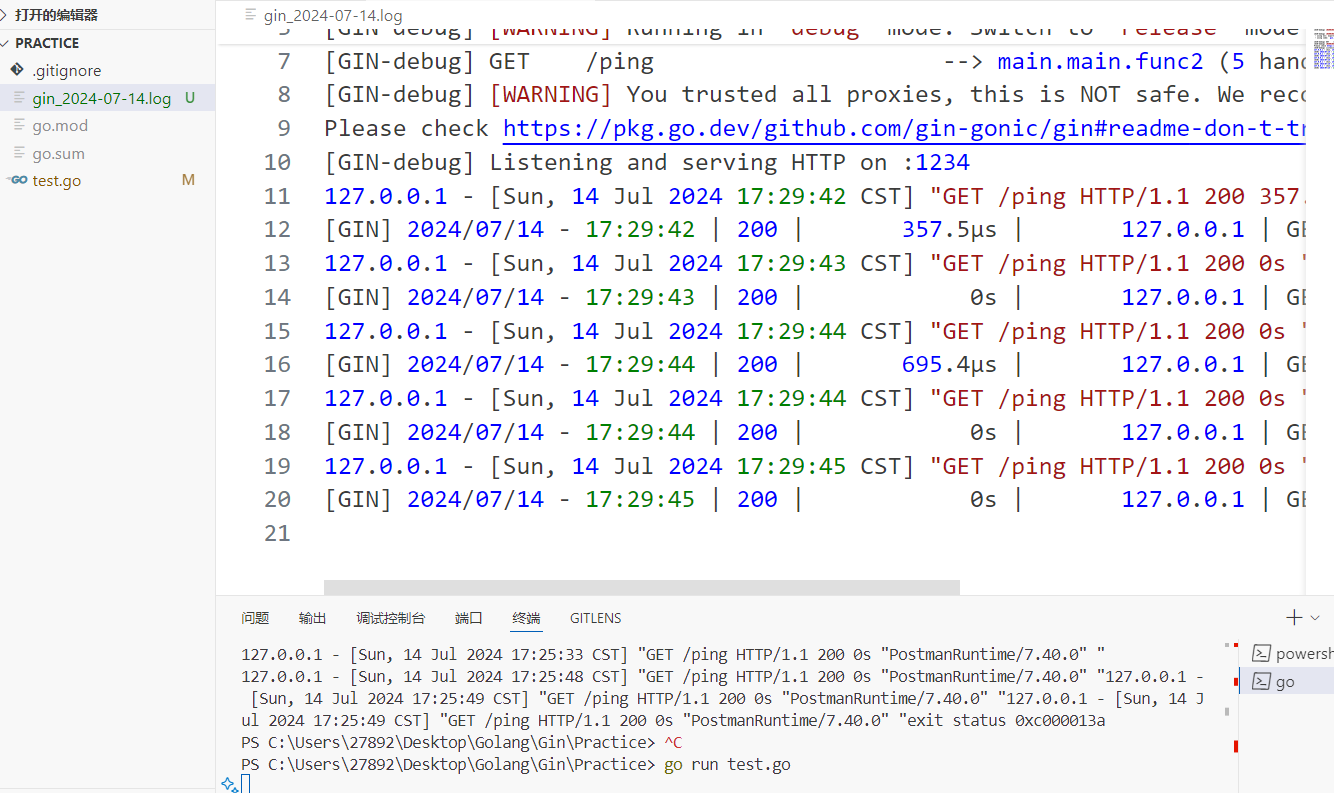 打开的编辑器
PRACTICE
.gitignore
gin_2024-07-14.log U
go.mod
go.sum
test.go M
gin_2024-07-14.log
[GIN-debug] [WARNING] Running in "debug" mode. Switch to "release" mode
7 [GIN-debug] GET /ping --> main.main.func2 (5 hand
8 [GIN-debug] [WARNING] You trusted all proxies, this is NOT safe. We reco
9 Please check https://pkg.go.dev/github.com/gin-gonic/gin#readme-don-t-tr
10 [GIN-debug] Listening and serving HTTP on :1234
11 127.0.0.1 - [Sun, 14 Jul 2024 17:29:42 CST] "GET /ping HTTP/1.1 200 357.
12 [GIN] 2024/07/14 - 17:29:42 | 200 | 357.5µs | 127.0.0.1 | GE
13 127.0.0.1 - [Sun, 14 Jul 2024 17:29:43 CST] "GET /ping HTTP/1.1 200 0s "
14 [GIN] 2024/07/14 - 17:29:43 | 200 | 0s | 127.0.0.1 | GE
15 127.0.0.1 - [Sun, 14 Jul 2024 17:29:44 CST] "GET /ping HTTP/1.1 200 0s "
16 [GIN] 2024/07/14 - 17:29:44 | 200 | 695.4µs | 127.0.0.1 | GE
17 127.0.0.1 - [Sun, 14 Jul 2024 17:29:44 CST] "GET /ping HTTP/1.1 200 0s "
18 [GIN] 2024/07/14 - 17:29:44 | 200 | 0s | 127.0.0.1 | GE
19 127.0.0.1 - [Sun, 14 Jul 2024 17:29:45 CST] "GET /ping HTTP/1.1 200 0s "
20 [GIN] 2024/07/14 - 17:29:45 | 200 | 0s | 127.0.0.1 | GE
21
问题 输出 调试控制台 端口 终端 GITLENS
127.0.0.1 - [Sun, 14 Jul 2024 17:25:33 CST] "GET /ping HTTP/1.1 200 0s "PostmanRuntime/7.40.0" "
127.0.0.1 - [Sun, 14 Jul 2024 17:25:48 CST] "GET /ping HTTP/1.1 200 0s "PostmanRuntime/7.40.0" "127.0.0.1 -
[Sun, 14 Jul 2024 17:25:49 CST] "GET /ping HTTP/1.1 200 0s "PostmanRuntime/7.40.0" "127.0.0.1 - [Sun, 14 J
ul 2024 17:25:49 CST] "GET /ping HTTP/1.1 200 0s "PostmanRuntime/7.40.0" "exit status 0xc000013a
PS C:\Users\27892\Desktop\Golang\Gin\Practice> ^C
PS C:\Users\27892\Desktop\Golang\Gin\Practice> go run test.go
powersh
go